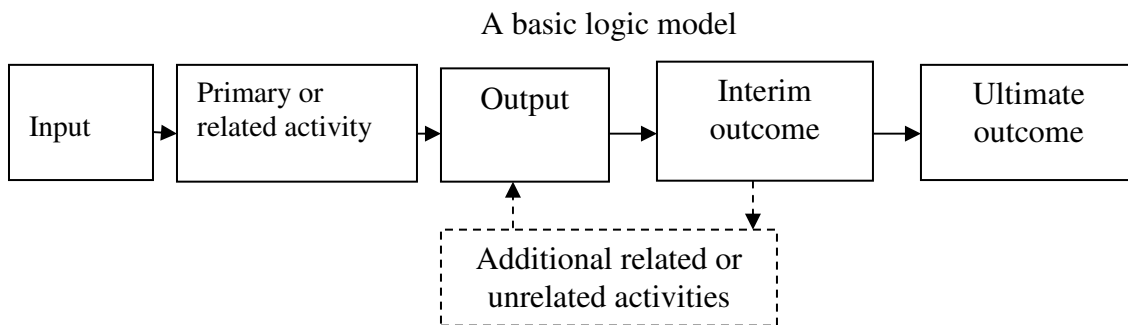 A basic logic model
Input
Primary or
related activity
Output
Interim
outcome
Ultimate
outcome
Additional related or
unrelated activities